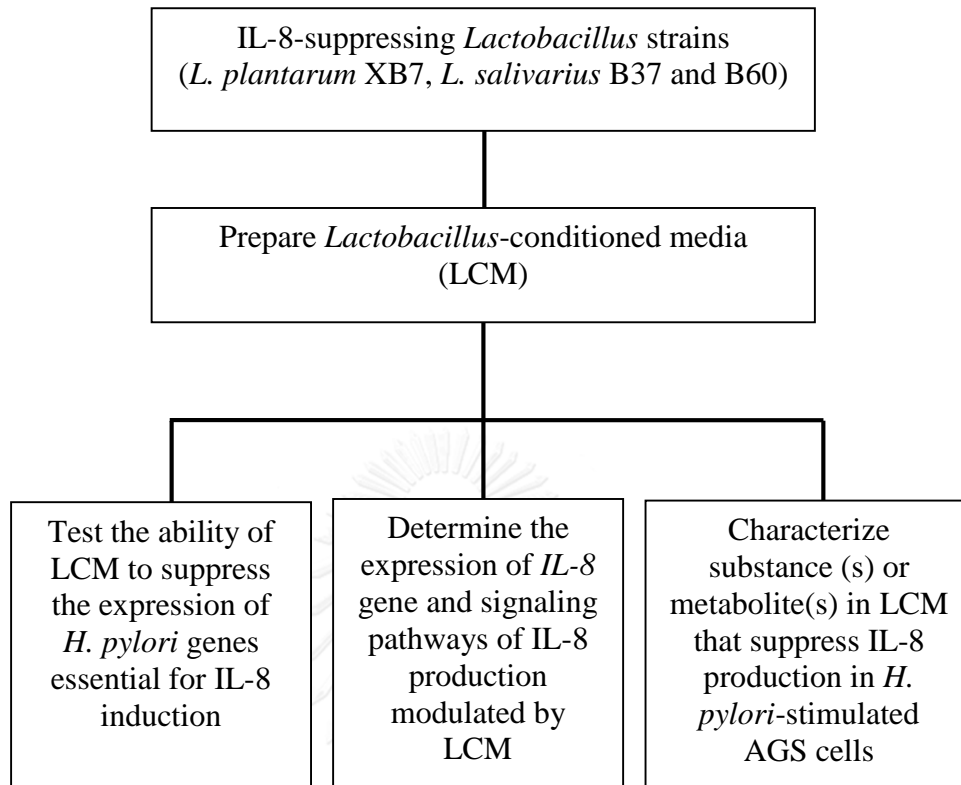 IL-8-suppressing Lactobacillus strains
(L. plantarum XB7, L. salivarius B37 and B60)
Prepare Lactobacillus-conditioned media
(LCM)
Test the ability of
LCM to suppress
the expression of
H. pylori genes
essential for IL-8
induction
Determine the
expression of IL-8
gene and signaling
pathways of IL-8
production
modulated by
LCM
Characterize
substance (s) or
metabolite(s) in LCM
that suppress IL-8
production in H.
pylori-stimulated
AGS cells